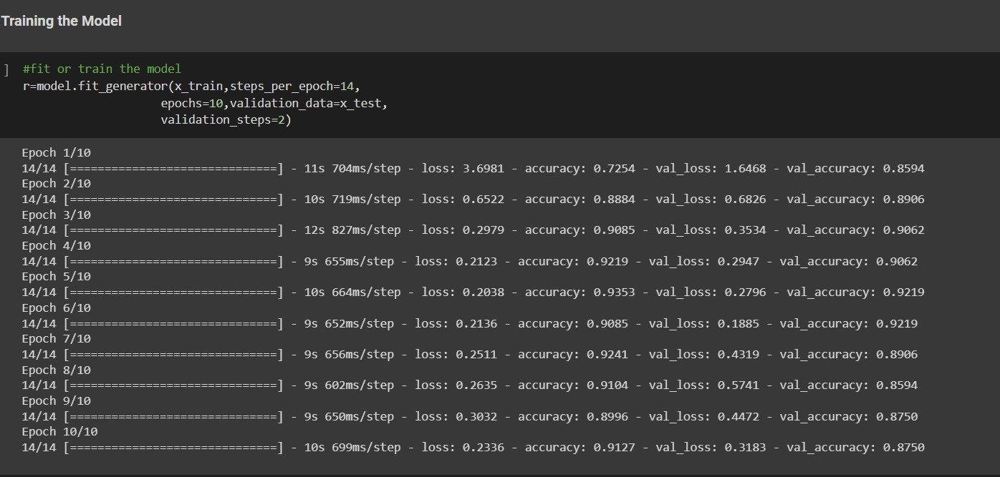 Training the Model
] #fit or train the model
r=model.fit_generator(x_train,steps_per_epoch=14,
epochs=10,validation_data=x_test,
validation_steps=2)
Epoch 1/10
14/14 [==============================] - 11s 704ms/step - loss: 3.6981 - accuracy: 0.7254 - val_loss: 1.6468 - val_accuracy: 0.8594
Epoch 2/10
14/14 [==============================] - 10s 719ms/step - loss: 0.6522 - accuracy: 0.8884 - val_loss: 0.6826 - val_accuracy: 0.8906
Epoch 3/10
14/14 [==============================] - 12s 827ms/step - loss: 0.2979 - accuracy: 0.9085 - val_loss: 0.3534 - val_accuracy: 0.9062
Epoch 4/10
14/14 [==============================] - 9s 655ms/step - loss: 0.2123 - accuracy: 0.9219 - val_loss: 0.2947 - val_accuracy: 0.9062
Epoch 5/10
14/14 [==============================] - 10s 664ms/step - loss: 0.2038 - accuracy: 0.9353 - val_loss: 0.2796 - val_accuracy: 0.9219
Epoch 6/10
14/14 [==============================] - 9s 652ms/step - loss: 0.2136 - accuracy: 0.9085 - val_loss: 0.1885 - val_accuracy: 0.9219
Epoch 7/10
14/14 [==============================] - 9s 656ms/step - loss: 0.2511 - accuracy: 0.9241 - val_loss: 0.4319 - val_accuracy: 0.8906
Epoch 8/10
14/14 [==============================] - 9s 602ms/step - loss: 0.2635 - accuracy: 0.9104 - val_loss: 0.5741 - val_accuracy: 0.8594
Epoch 9/10
14/14 [==============================] - 9s 650ms/step - loss: 0.3032 - accuracy: 0.8996 - val_loss: 0.4472 - val_accuracy: 0.8750
Epoch 10/10
14/14 [==============================] - 10s 699ms/step - loss: 0.2336 - accuracy: 0.9127 - val_loss: 0.3183 - val_accuracy: 0.8750